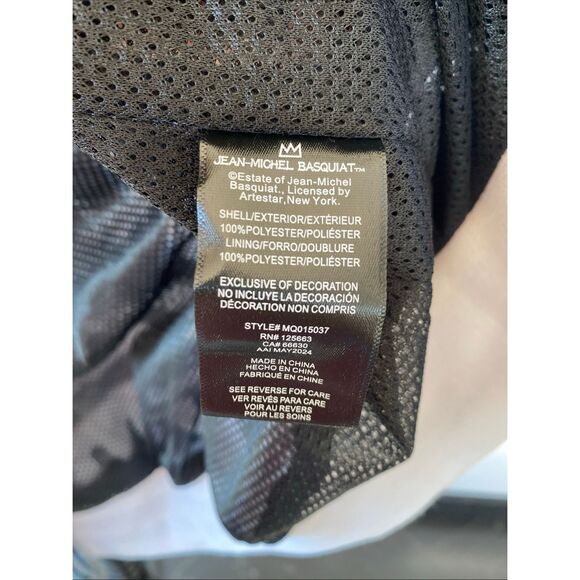 JEAN-MICHEL BASQUIAT™
©Estate of Jean-Michel
Basquiat., Licensed by
Artestar,New York.
SHELL/EXTERIOR/EXTÉRIEUR
100%POLYESTER/POLIÉSTER
LINING/FORRO/DOUBLURE
100%POLYESTER/POLIÉSTER
EXCLUSIVE OF DECORATION
NO INCLUYE LA DECORACIÓN
DÉCORATION NON COMPRIS
STYLE# MQ015037
RN# 125663
CA# 66630
AAI MAY2024
MADE IN CHINA
HECHO EN CHINA
FABRIQUÉ EN CHINE
SEE REVERSE FOR CARE
VER REVÉS PARA CARE
VOIR AU REVERS
POUR LES SOINS